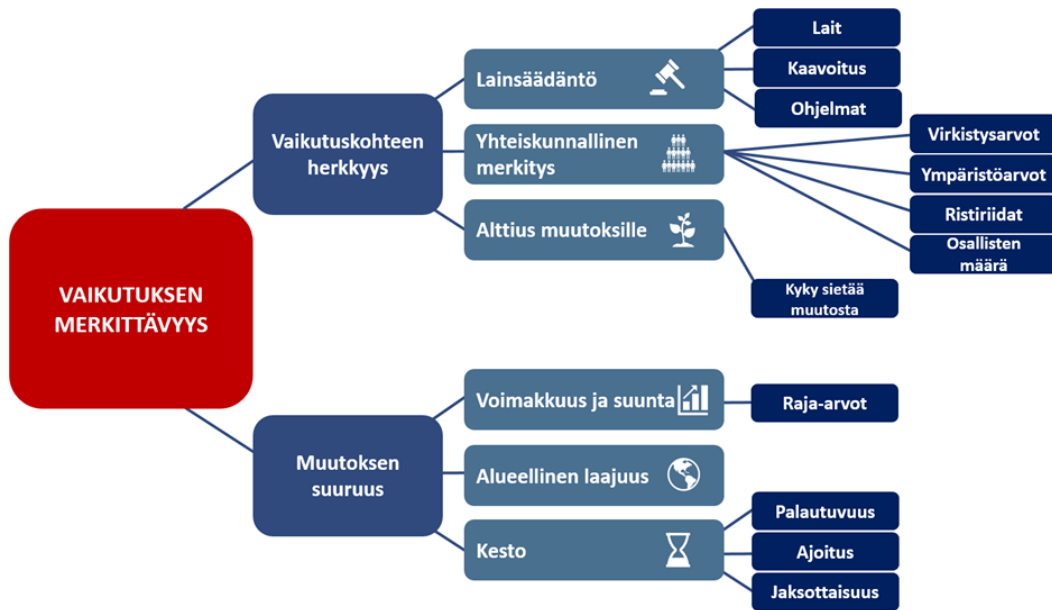 VAIKUTUKSEN
MERKITTÄVYYS
Vaikutuskohteen
herkkyys
Lainsäädäntö
Lait
Kaavoitus
Ohjelmat
Yhteiskunnallinen
merkitys
Virkistysarvot
Ympäristöarvot
Ristiriidat
Osallisten
määrä
Alttius muutoksille
Kyky sietää
muutosta
Muutoksen
suuruus
Voimakkuus ja suunta
Raja-arvot
Alueellinen laajuus
Kesto
Palautuvuus
Ajoitus
Jaksottaisuus